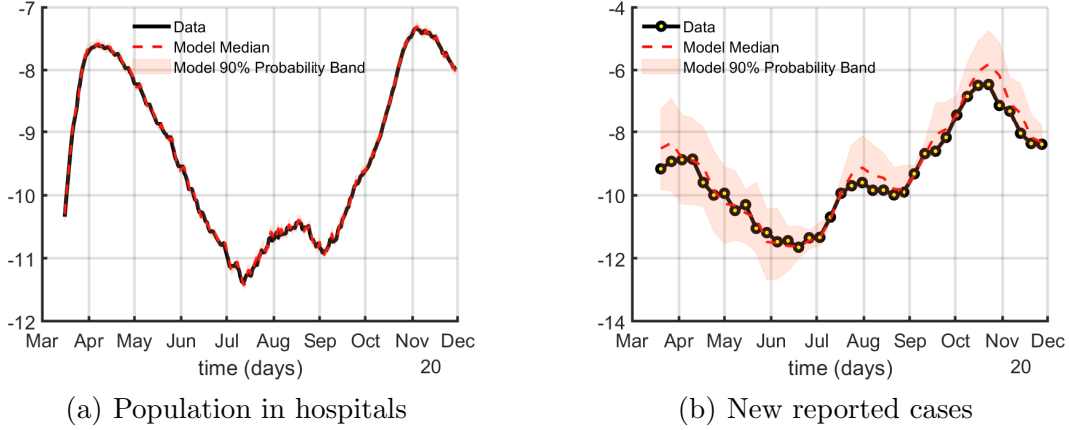 -7
-8
-9
-10
-11
-12
Data
Model Median
Model 90% Probability Band
Mar Apr May Jun Jul Aug Sep Oct Nov Dec
time (days)
20
(a) Population in hospitals
-4
-6
-8
-10
-12
-14
Data
Model Median
Model 90% Probability Band
Mar Apr May Jun Jul Aug Sep Oct Nov Dec
time (days)
20
(b) New reported cases